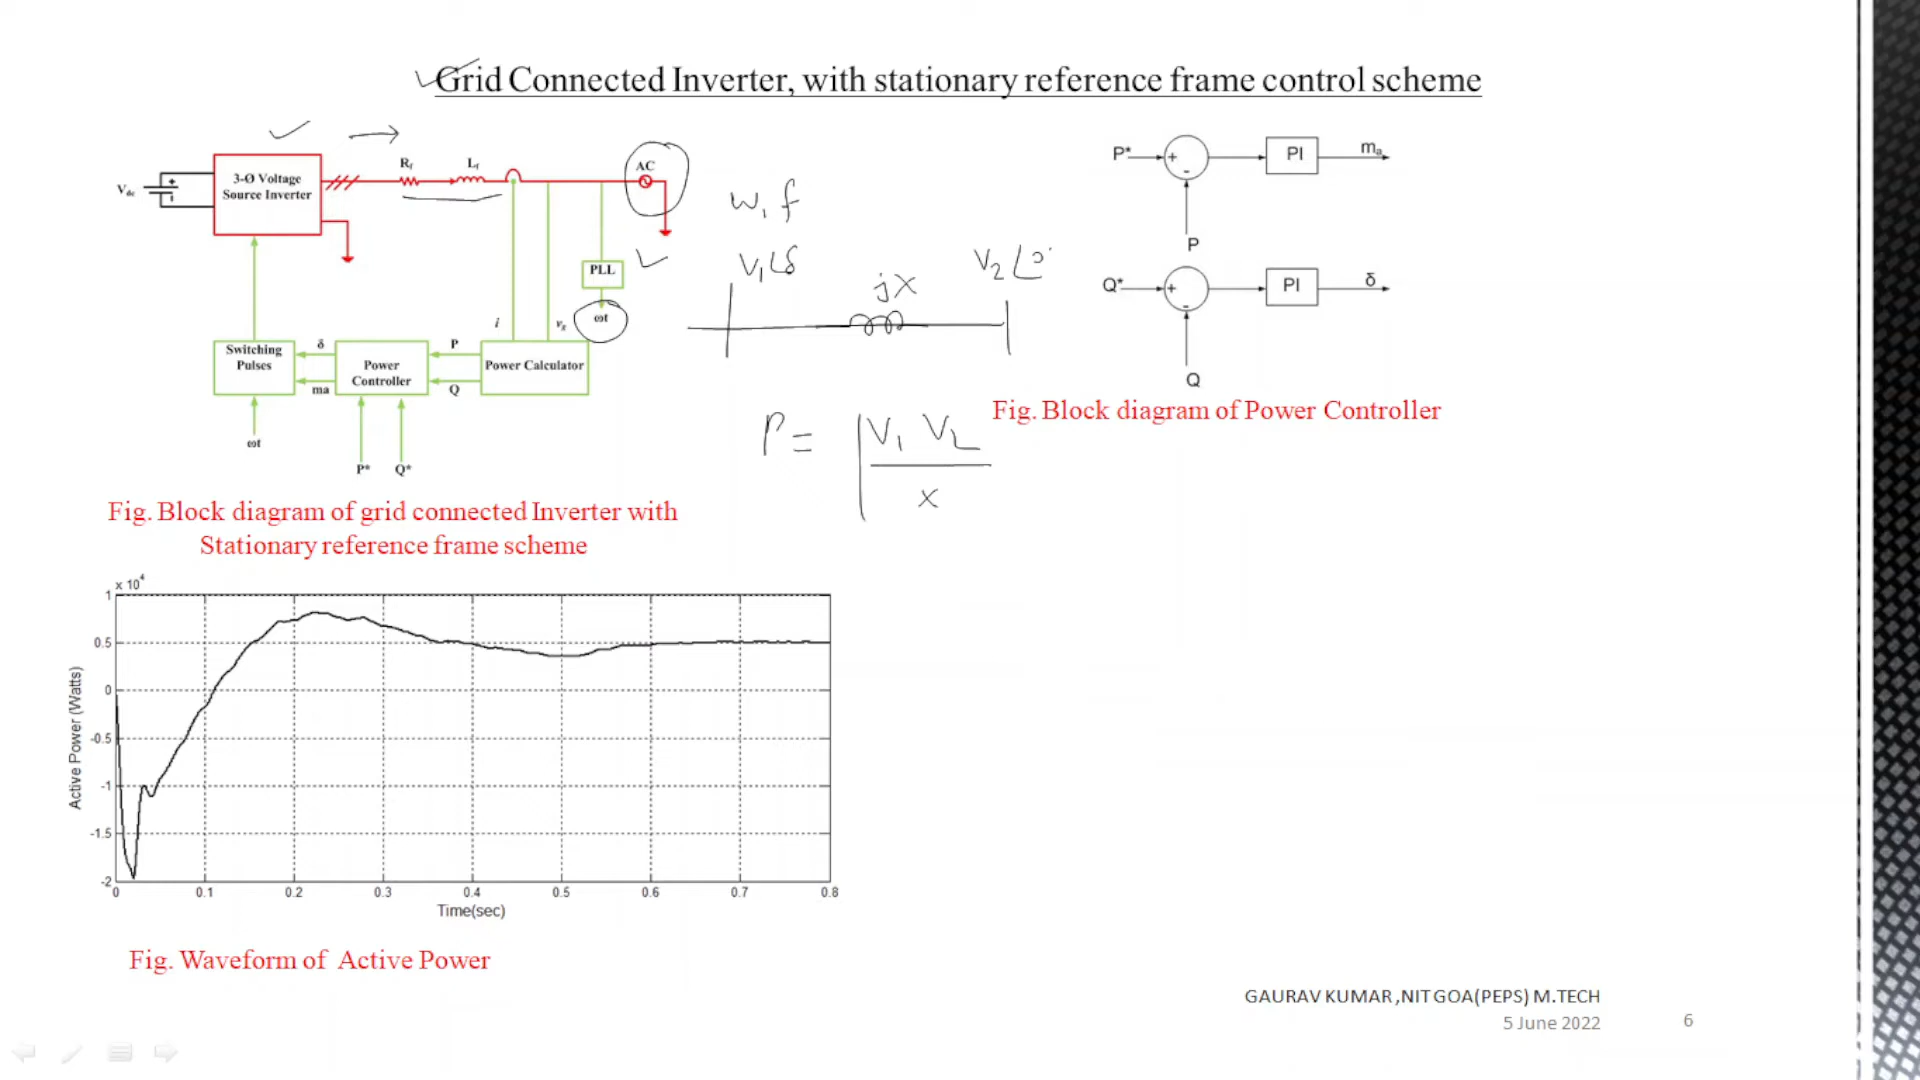 Grid Connected Inverter, with stationary reference frame control scheme
Vdc
3-Ø Voltage
Source Inverter
Rf
Lf
AC
PLL
ωt
i
vg
Switching
Pulses
δ
ma
Power
Controller
P
Q
Power Calculator
ωt
P*
Q*
Fig. Block diagram of grid connected Inverter with
Stationary reference frame scheme
w, f
V₁∠δ
V₂∠0°
jX
P = |V₁ V₂
x
P*
+
-
PI
ma
P
Q*
+
-
PI
δ
Q
Fig. Block diagram of Power Controller
x 10⁴
1
0.5
0
-0.5
-1
-1.5
-2
Active Power (Watts)
0 0.1 0.2 0.3 0.4 0.5 0.6 0.7 0.8
Time(sec)
Fig. Waveform of Active Power
GAURAV KUMAR ,NIT GOA(PEPS) M.TECH
5 June 2022
6